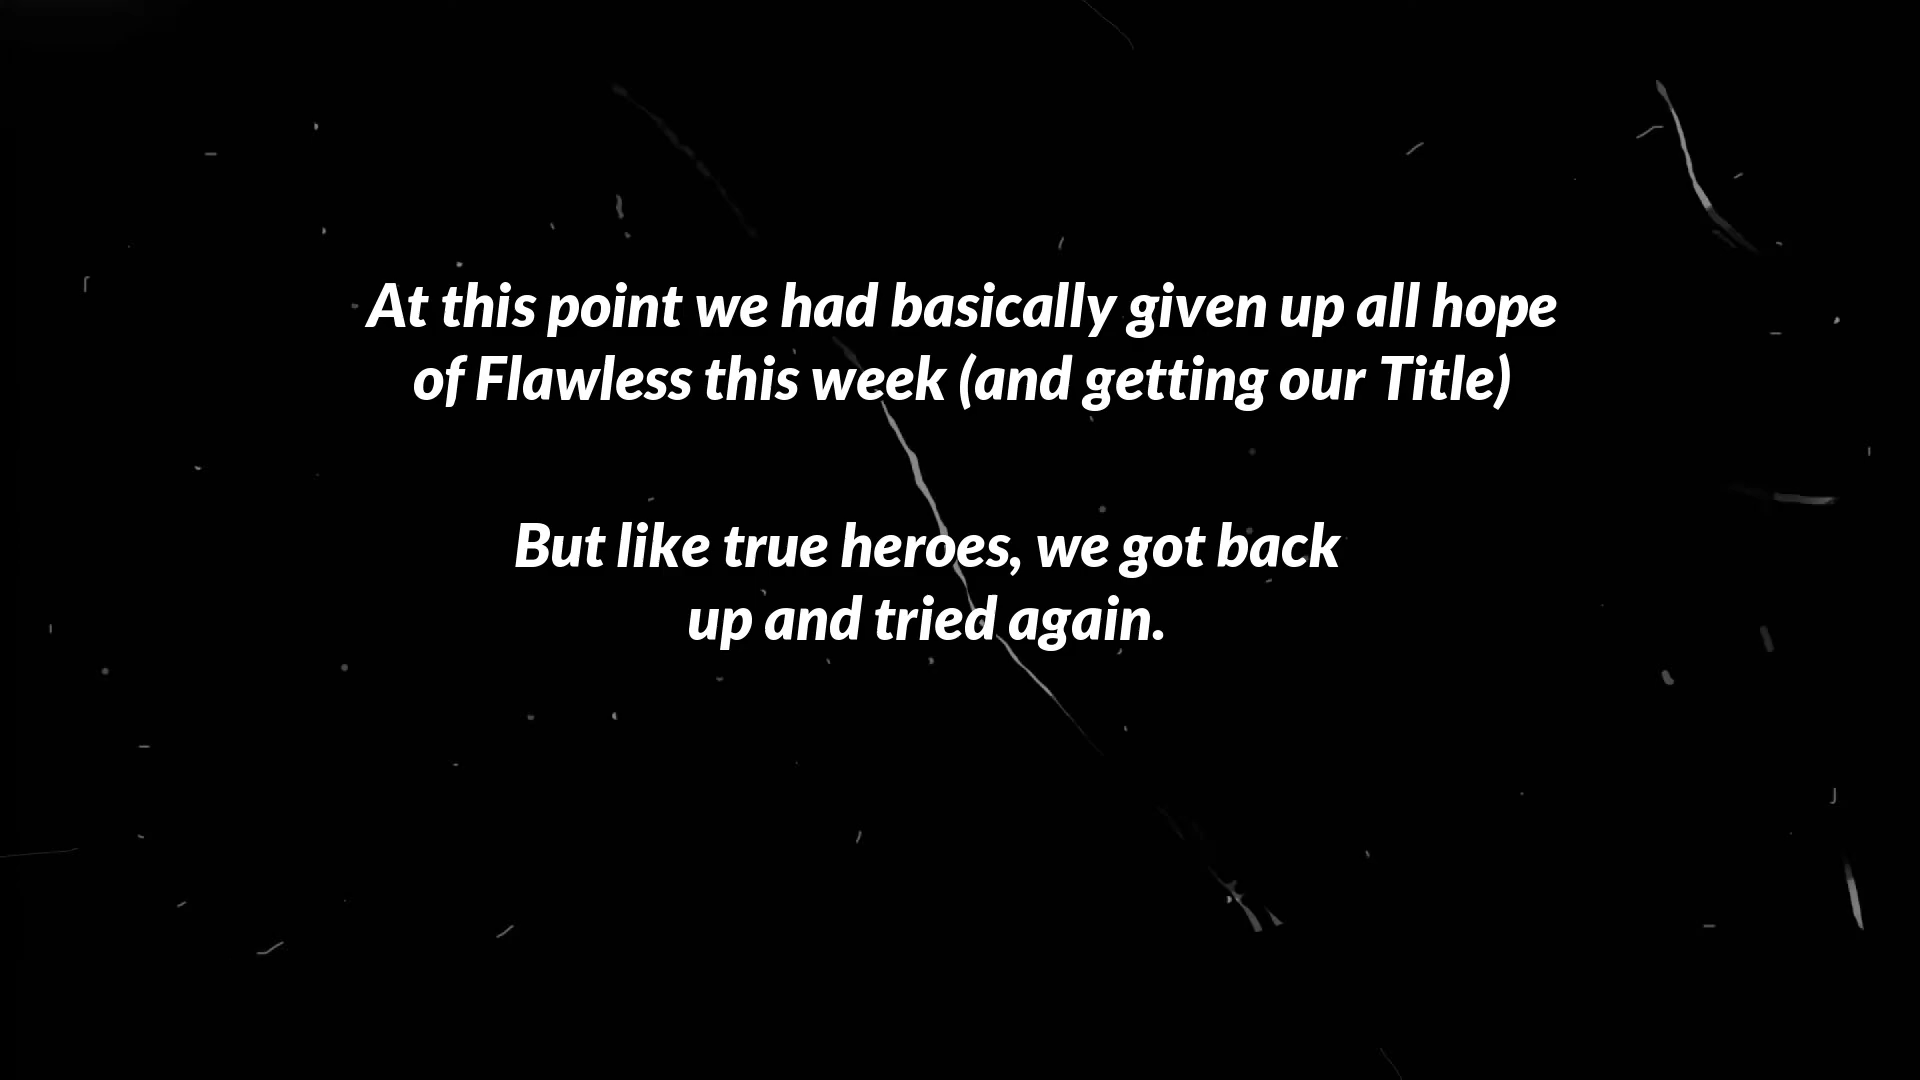 At this point we had basically given up all hope
of Flawless this week (and getting our Title)
But like true heroes, we got back
up and tried again.